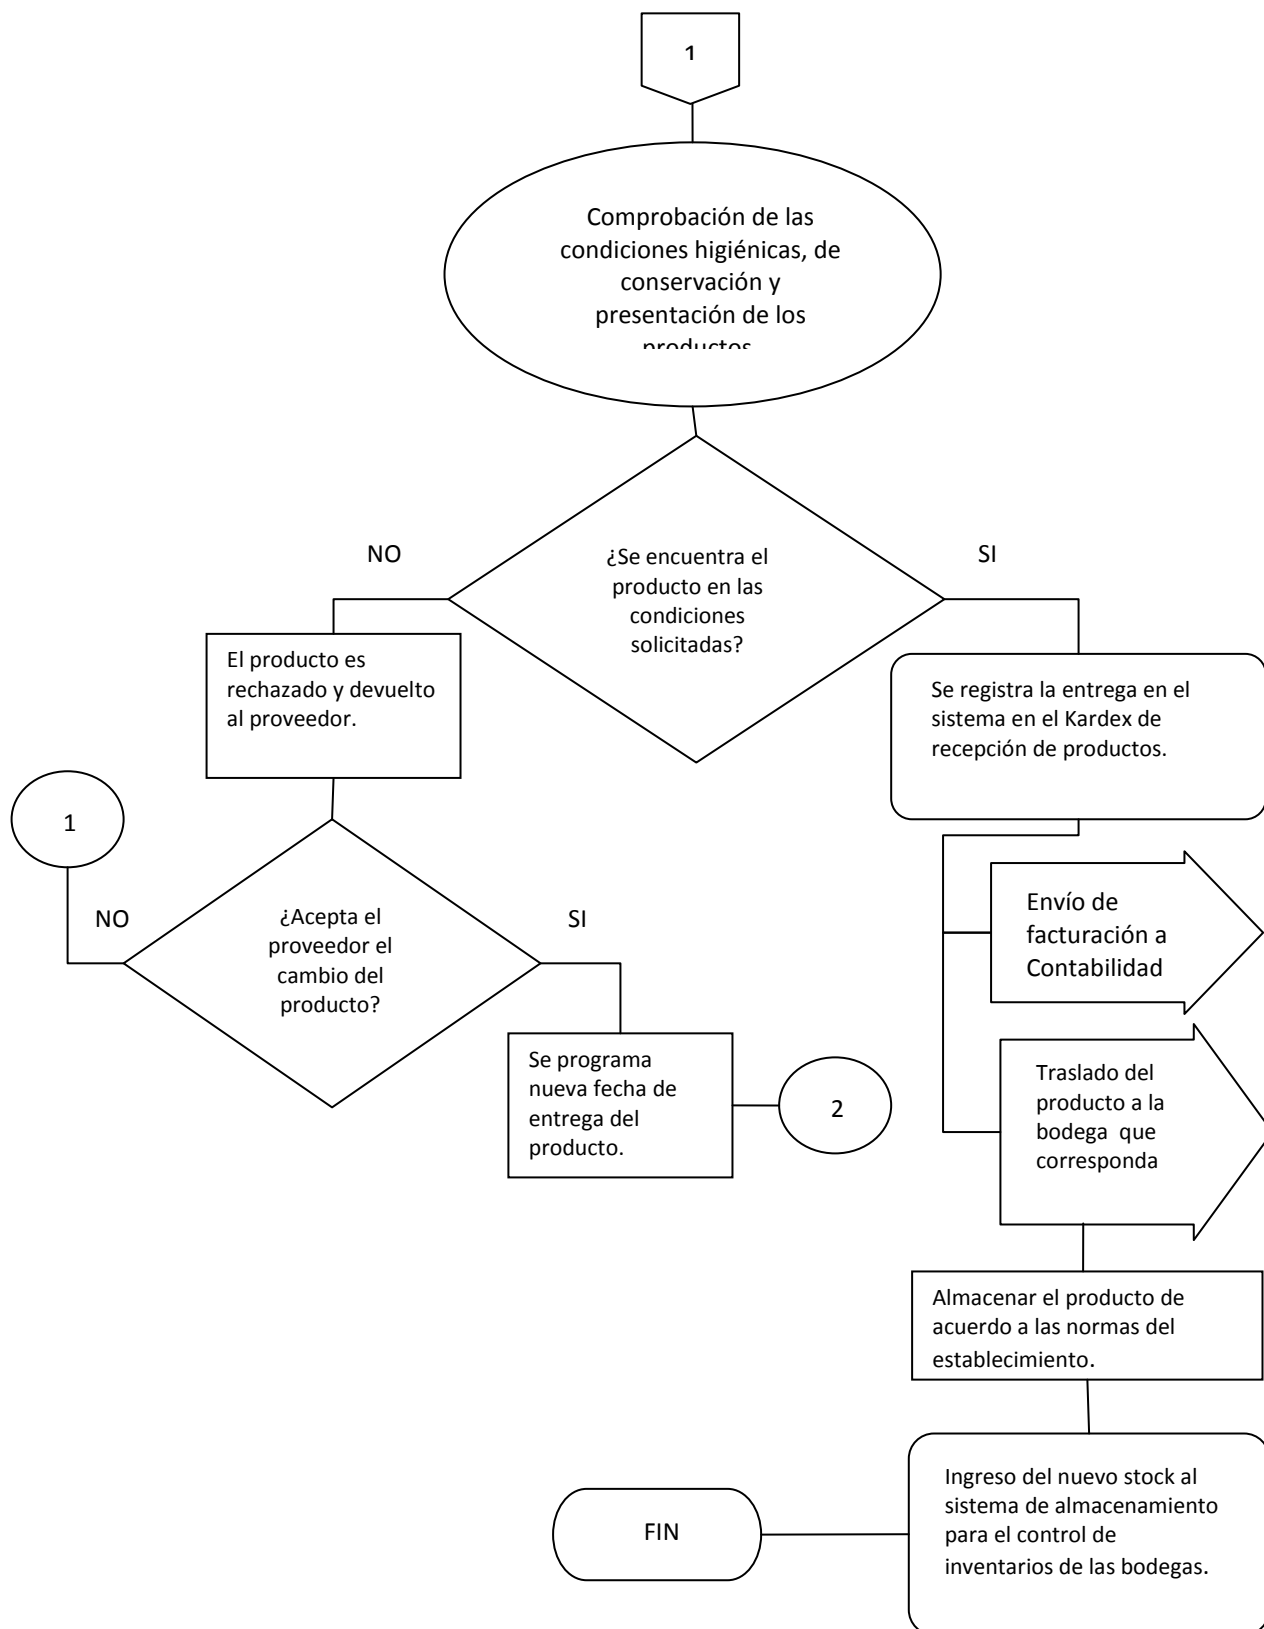 1
Comprobación de las
condiciones higiénicas, de
conservación y
presentación de los
productos
NO
SI
¿Se encuentra el
producto en las
condiciones
solicitadas?
El producto es
rechazado y devuelto
al proveedor.
Se registra la entrega en el
sistema en el Kardex de
recepción de productos.
1
NO
SI
¿Acepta el
proveedor el
cambio del
producto?
Envío de
facturación a
Contabilidad
Se programa
nueva fecha de
entrega del
producto.
2
Traslado del
producto a la
bodega que
corresponda
Almacenar el producto de
acuerdo a las normas del
establecimiento.
Ingreso del nuevo stock al
sistema de almacenamiento
para el control de
inventarios de las bodegas.
FIN